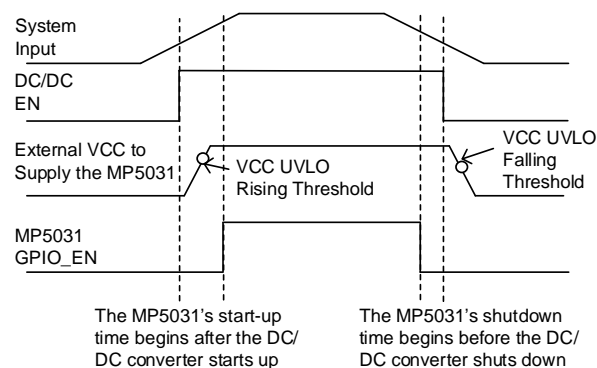 System
Input
DC/DC
EN
External VCC to
Supply the MP5031
VCC UVLO
Rising Threshold
VCC UVLO
Falling
Threshold
MP5031
GPIO_EN
The MP5031's start-up
time begins after the DC/
DC converter starts up
The MP5031's shutdown
time begins before the DC/
DC converter shuts down